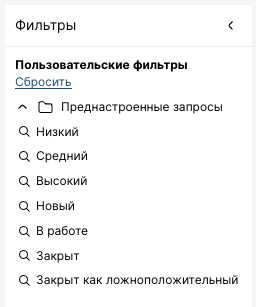 Фильтры
Пользовательские фильтры
Сбросить
Преднастроенные запросы
Низкий
Средний
Высокий
Новый
В работе
Закрыт
Закрыт как ложноположительный